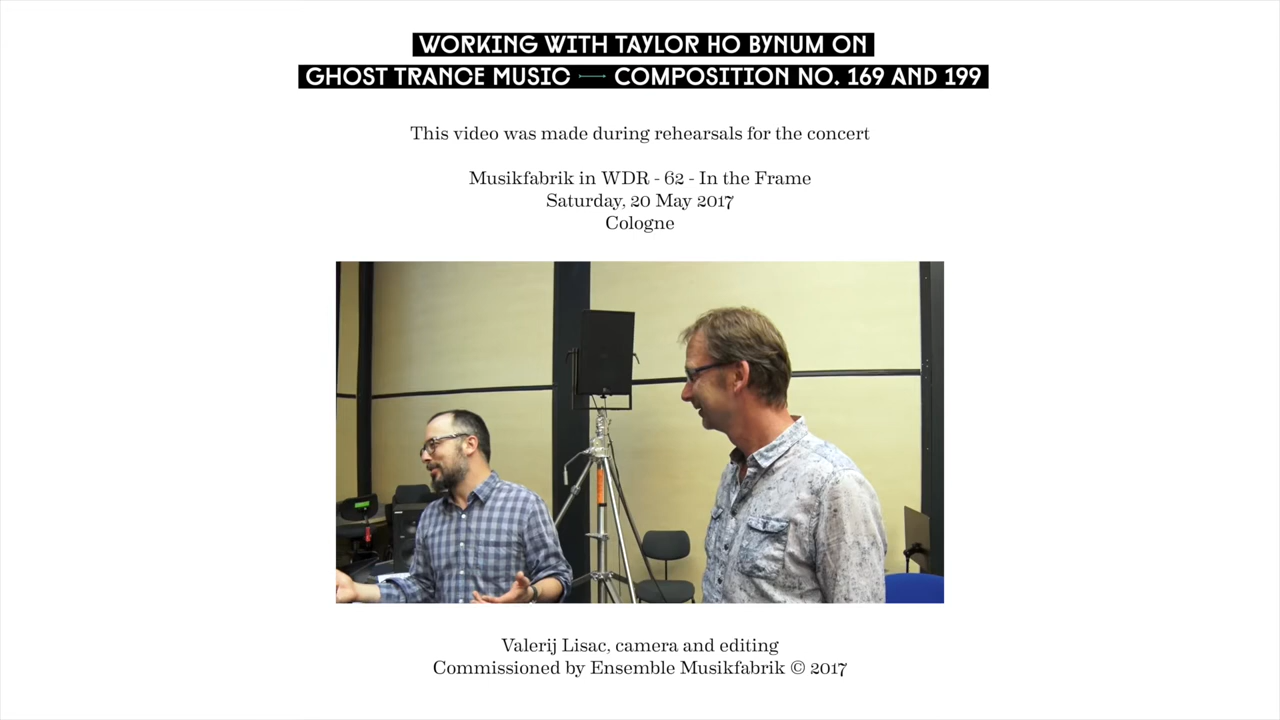 WORKING WITH TAYLOR HO BYNUM ON
GHOST TRANCE MUSIC — COMPOSITION NO. 169 AND 199
This video was made during rehearsals for the concert
Musikfabrik in WDR - 62 - In the Frame
Saturday, 20 May 2017
Cologne
Valerij Lisac, camera and editing
Commissioned by Ensemble Musikfabrik © 2017